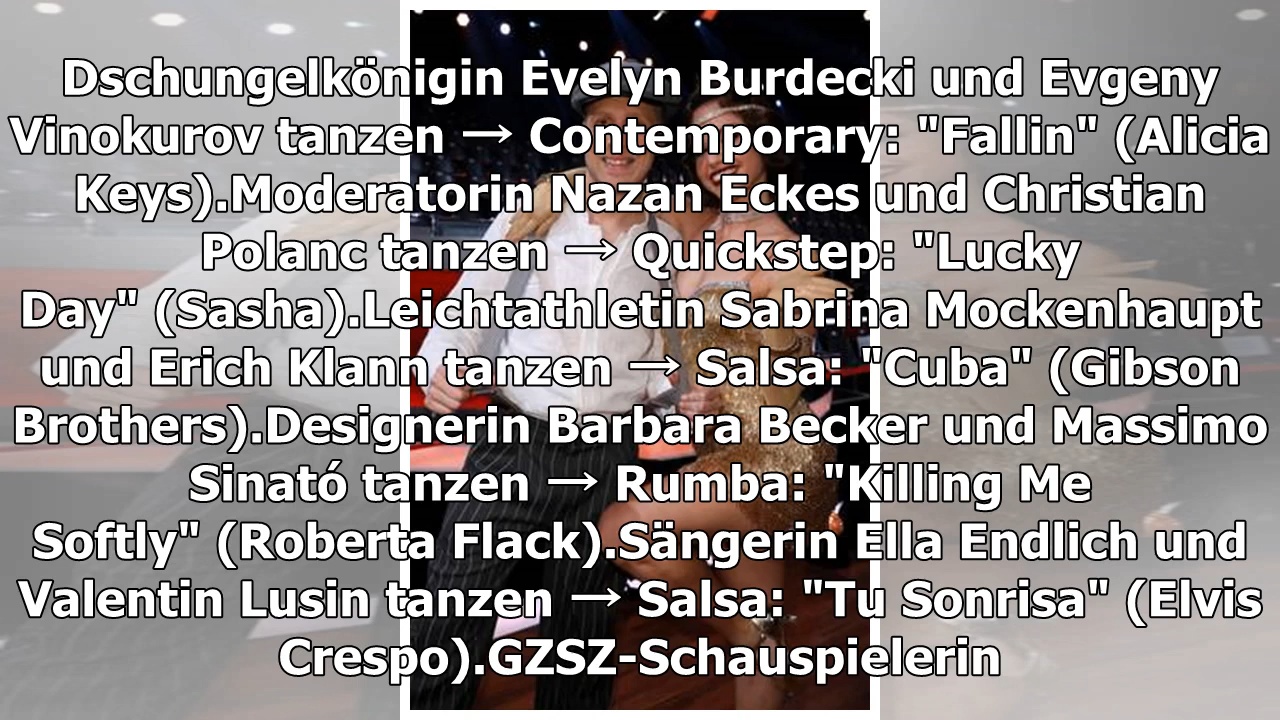 Dschungelkönigin Evelyn Burdecki und Evgeny
Vinokurov tanzen → Contemporary: "Fallin" (Alicia
Keys).Moderatorin Nazan Eckes und Christian
Polanc tanzen → Quickstep: "Lucky
Day" (Sasha).Leichtathletin Sabrina Mockenhaupt
und Erich Klann tanzen → Salsa: "Cuba" (Gibson
Brothers).Designerin Barbara Becker und Massimo
Sinató tanzen → Rumba: "Killing Me
Softly" (Roberta Flack).Sängerin Ella Endlich und
Valentin Lusin tanzen → Salsa: "Tu Sonrisa" (Elvis
Crespo).GZSZ-Schauspielerin